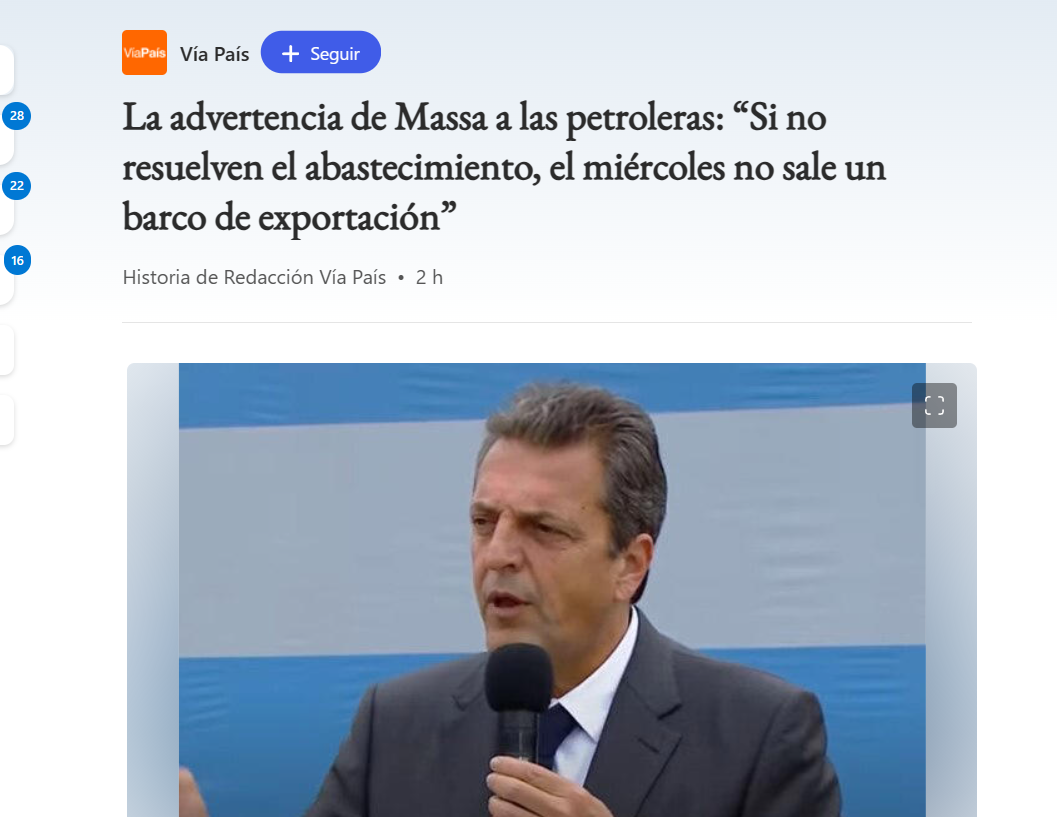 VíaPaís
Vía País
+ Seguir
28
La advertencia de Massa a las petroleras: “Si no
resuelven el abastecimiento, el miércoles no sale un
22
barco de exportación”
16
Historia de Redacción Vía País • 2 h